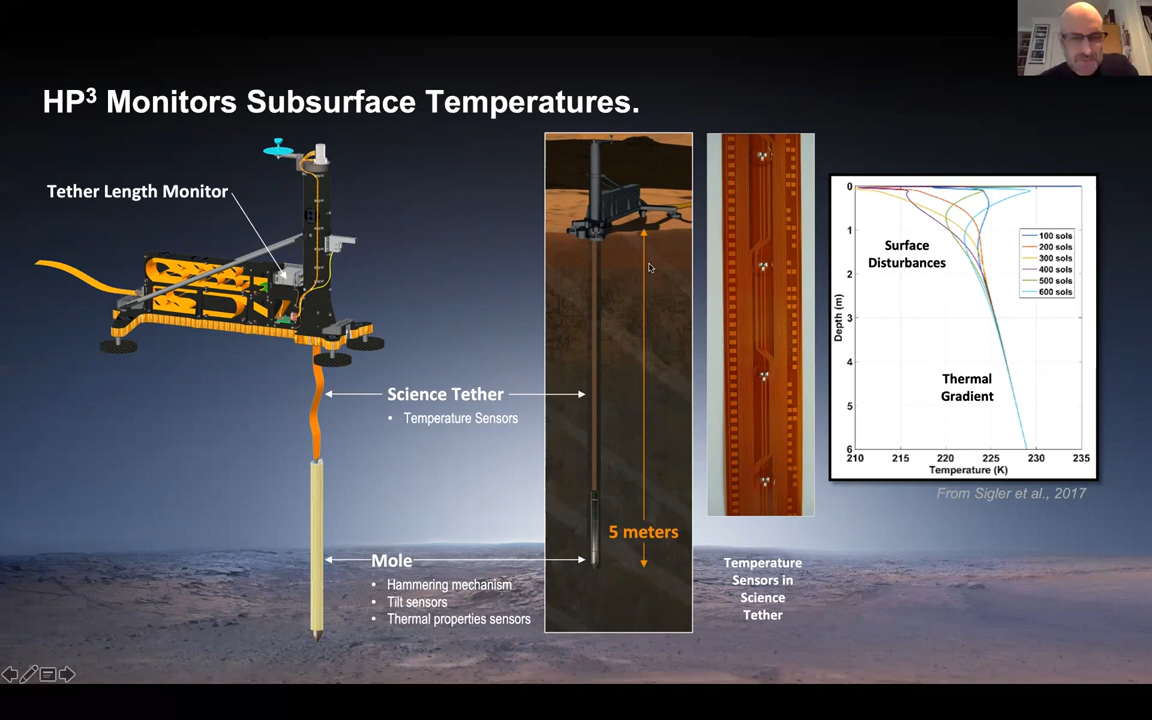 HP³ Monitors Subsurface Temperatures.
Tether Length Monitor
Science Tether
• Temperature Sensors
Mole
• Hammering mechanism
• Tilt sensors
• Thermal properties sensors
5 meters
Temperature
Sensors in
Science
Tether
0
1
2
3
4
5
6
Depth (m)
Surface
Disturbances
Thermal
Gradient
100 sols
200 sols
300 sols
400 sols
500 sols
600 sols
210 215 220 225 230 235
Temperature (K)
From Sigler et al., 2017